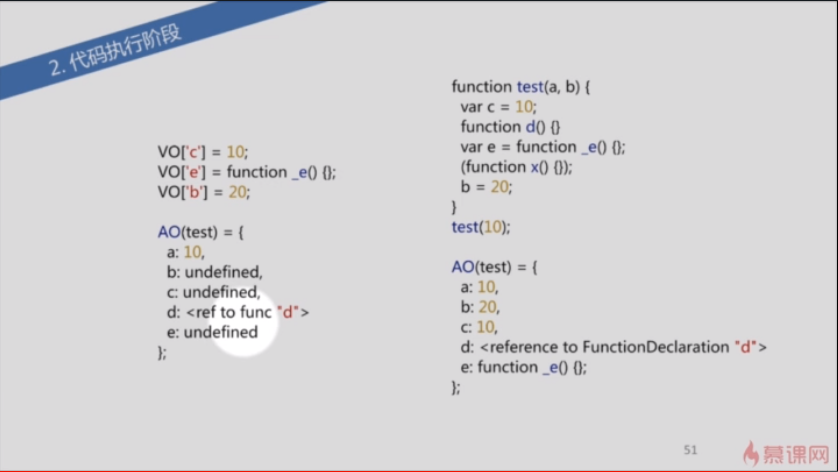 2. 代码执行阶段
VO['c'] = 10;
VO['e'] = function _e() {};
VO['b'] = 20;
AO(test) = {
a: 10,
b: undefined,
c: undefined,
d: <ref to func "d">
e: undefined
};
function test(a, b) {
var c = 10;
function d() {}
var e = function _e() {};
(function x() {});
b = 20;
}
test(10);
AO(test) = {
a: 10,
b: 20,
c: 10,
d: <reference to FunctionDeclaration "d">
e: function _e() {};
};
51
慕课网